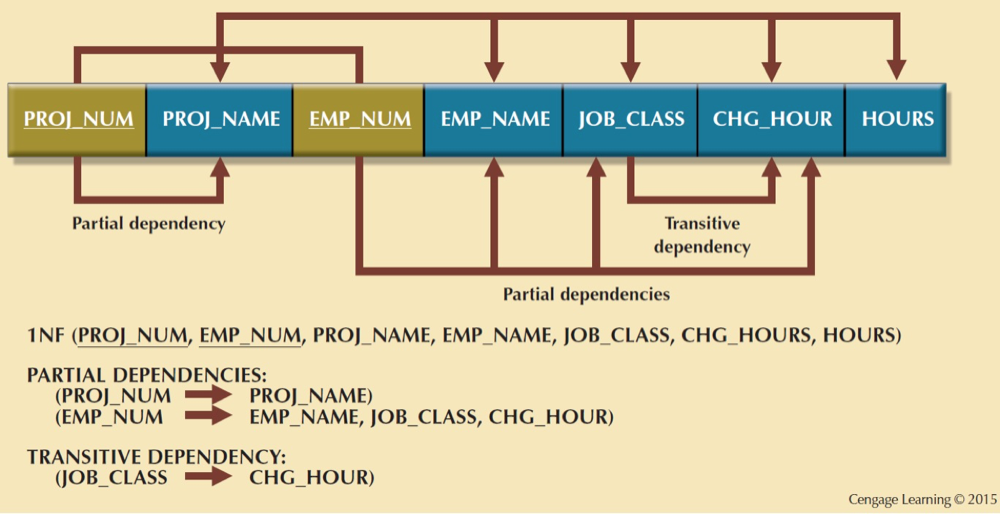 PROJ_NUM PROJ_NAME EMP_NUM EMP_NAME JOB_CLASS CHG_HOUR HOURS
Partial dependency
Transitive
dependency
Partial dependencies
1NF (PROJ_NUM, EMP_NUM, PROJ_NAME, EMP_NAME, JOB_CLASS, CHG_HOURS, HOURS)
PARTIAL DEPENDENCIES:
(PROJ_NUM PROJ_NAME)
(EMP_NUM EMP_NAME, JOB_CLASS, CHG_HOUR)
TRANSITIVE DEPENDENCY:
(JOB_CLASS CHG_HOUR)
Cengage Learning © 2015